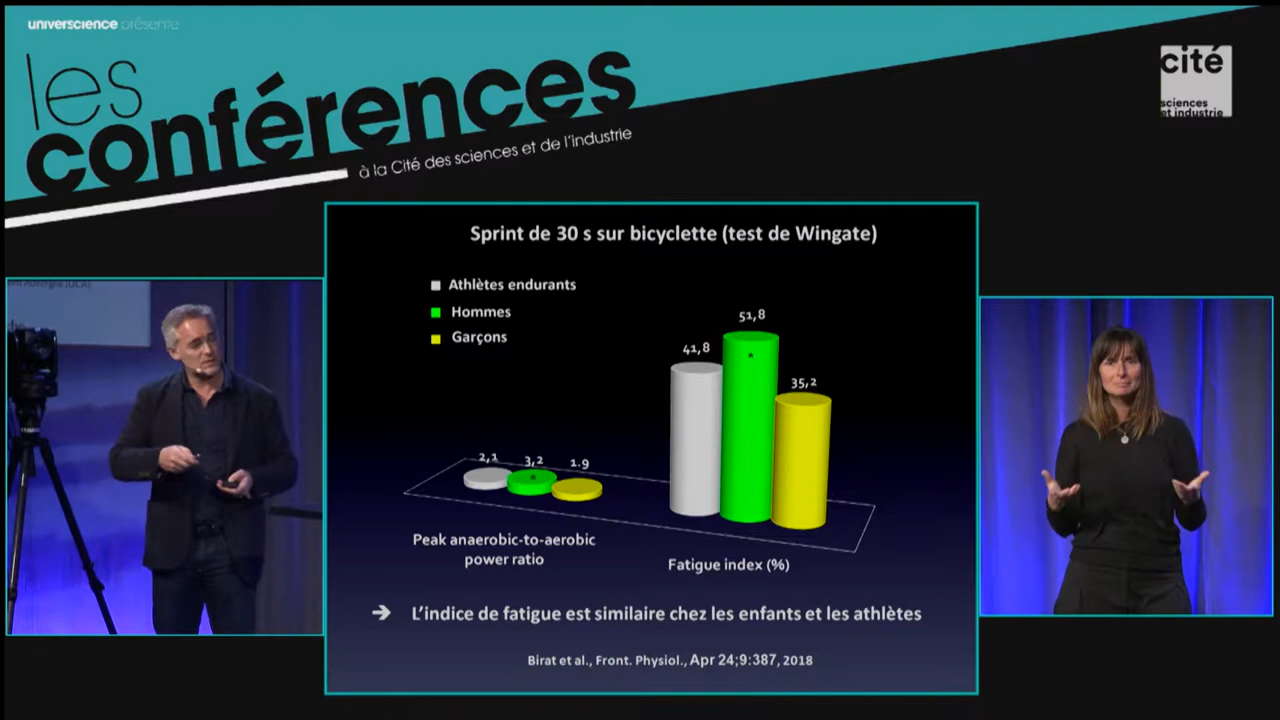 universcience présente
les
conférences
à la Cité des sciences et de l'industrie
cité
sciences
et industrie
Auvergne (UCA).
Sprint de 30 s sur bicyclette (test de Wingate)
Athlètes endurants
Hommes
Garçons
51,8
41,8
*
35,2
2,1
3,2
1.9
*
Peak anaerobic-to-aerobic
power ratio
Fatigue index (%)
➔ L'indice de fatigue est similaire chez les enfants et les athlètes
Birat et al., Front. Physiol., Apr 24;9:387, 2018